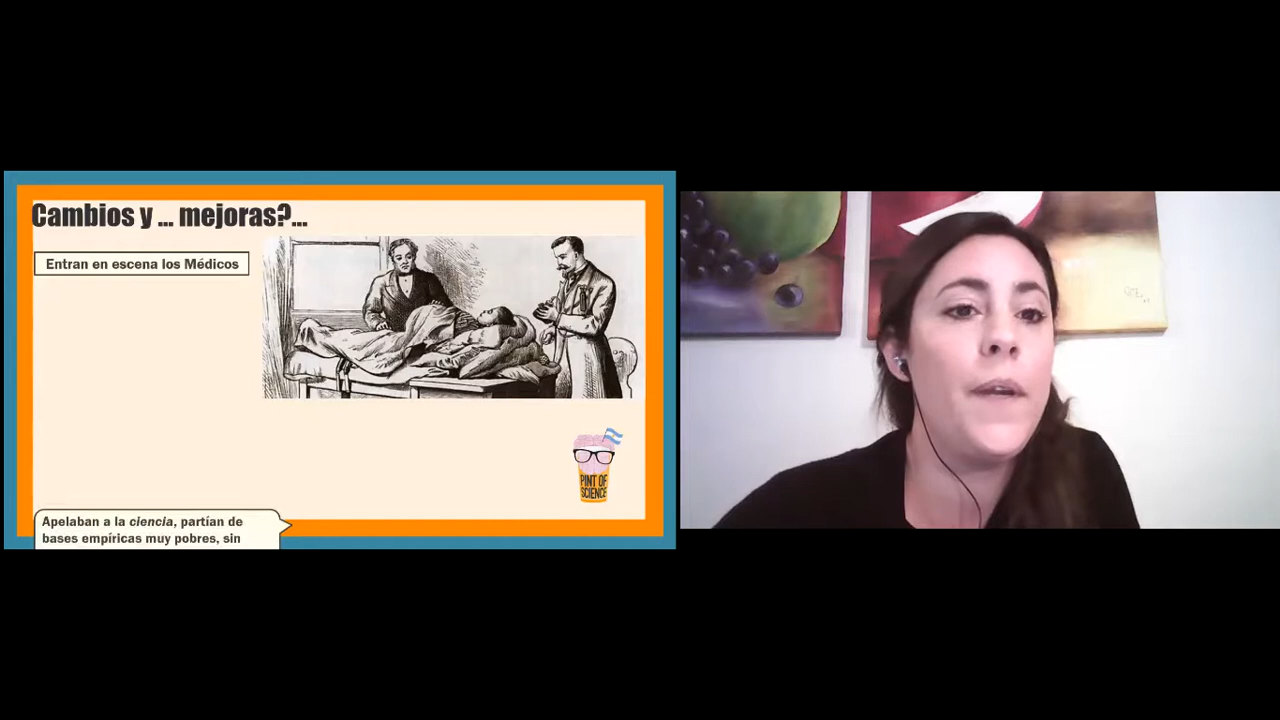 Cambios y ... mejoras?...
Entran en escena los Médicos
PINT OF
SCIENCE
Apelaban a la ciencia, partían de
bases empíricas muy pobres, sin